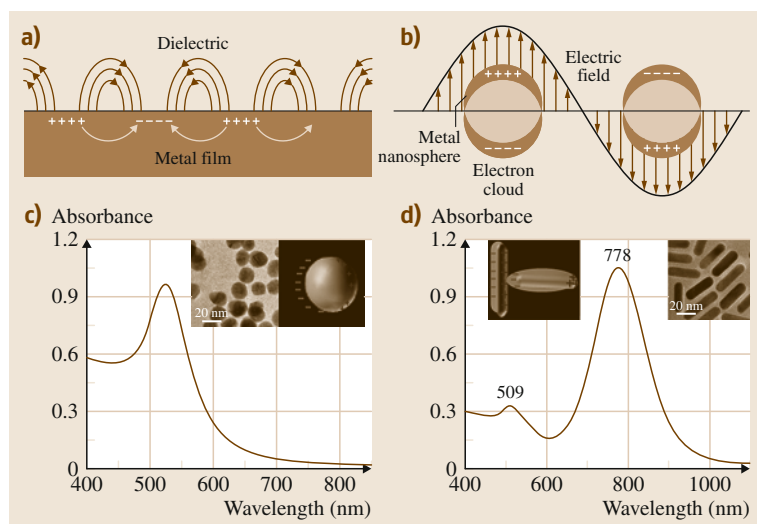 a)
Dielectric
++++
−−−−
++++
Metal film
b)
Electric
field
++++
−−−−
−−−−
++++
Metal
nanosphere
Electron
cloud
c) Absorbance
1.2
0.9
0.6
0.3
0
400 500 600 700 800
Wavelength (nm)
20 nm
d) Absorbance
1.2
0.9
0.6
0.3
0
400 600 800 1000
Wavelength (nm)
509
778
20 nm